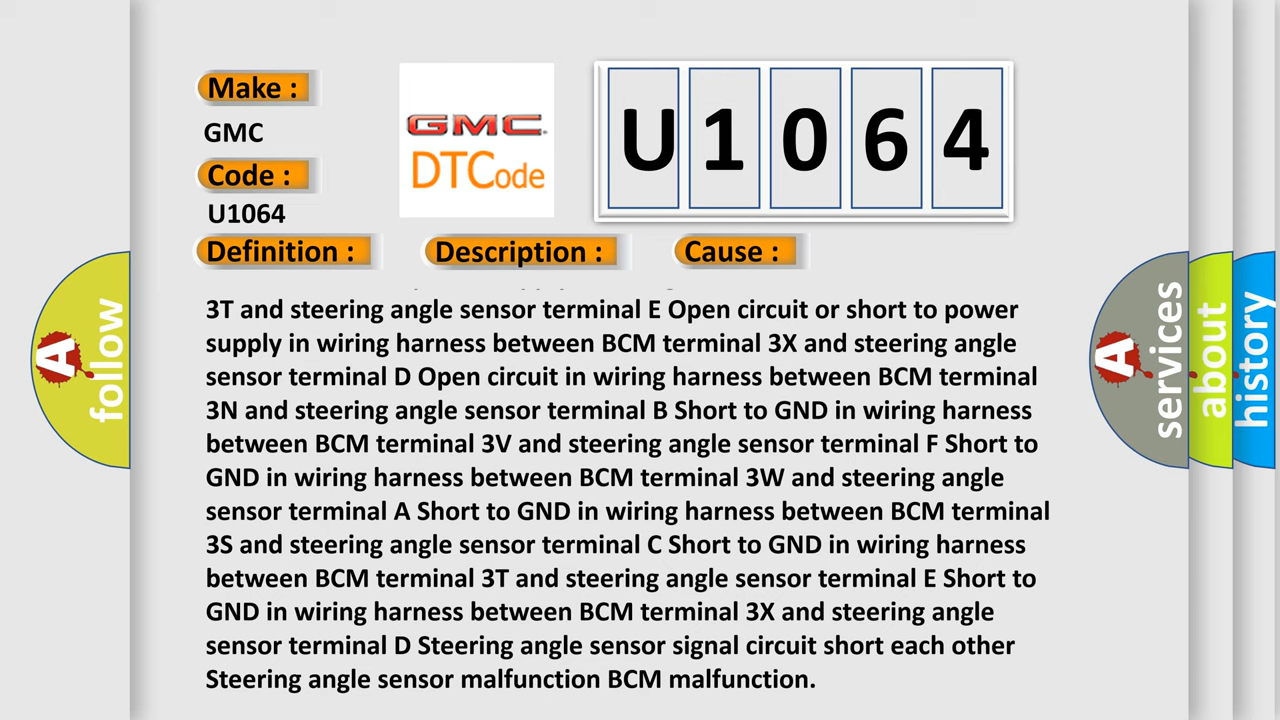 Make :
GMC
Code :
U1064
GMC
DTCode
U1064
Definition :
Description :
Cause :
3T and steering angle sensor terminal E Open circuit or short to power
supply in wiring harness between BCM terminal 3X and steering angle
sensor terminal D Open circuit in wiring harness between BCM terminal
3N and steering angle sensor terminal B Short to GND in wiring harness
between BCM terminal 3V and steering angle sensor terminal F Short to
GND in wiring harness between BCM terminal 3W and steering angle
sensor terminal A Short to GND in wiring harness between BCM terminal
3S and steering angle sensor terminal C Short to GND in wiring harness
between BCM terminal 3T and steering angle sensor terminal E Short to
GND in wiring harness between BCM terminal 3X and steering angle
sensor terminal D Steering angle sensor signal circuit short each other
Steering angle sensor malfunction BCM malfunction.
A follow
A services
about
history